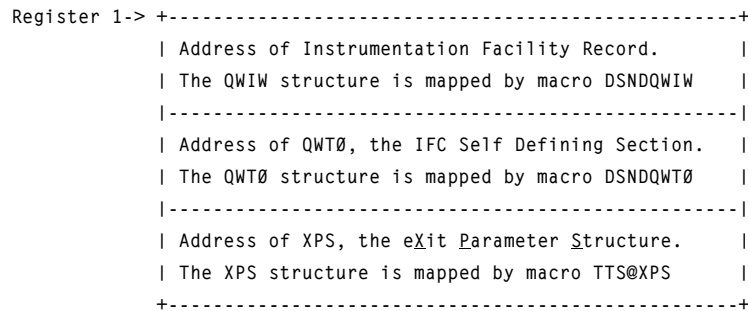 Register 1-> +-----------------------------------------------------+
| Address of Instrumentation Facility Record. |
| The QWIW structure is mapped by macro DSNDQWIW |
|-----------------------------------------------------|
| Address of QWTØ, the IFC Self Defining Section. |
| The QWTØ structure is mapped by macro DSNDQWTØ |
|-----------------------------------------------------|
| Address of XPS, the eXit Parameter Structure. |
| The XPS structure is mapped by macro TTS@XPS |
+-----------------------------------------------------+